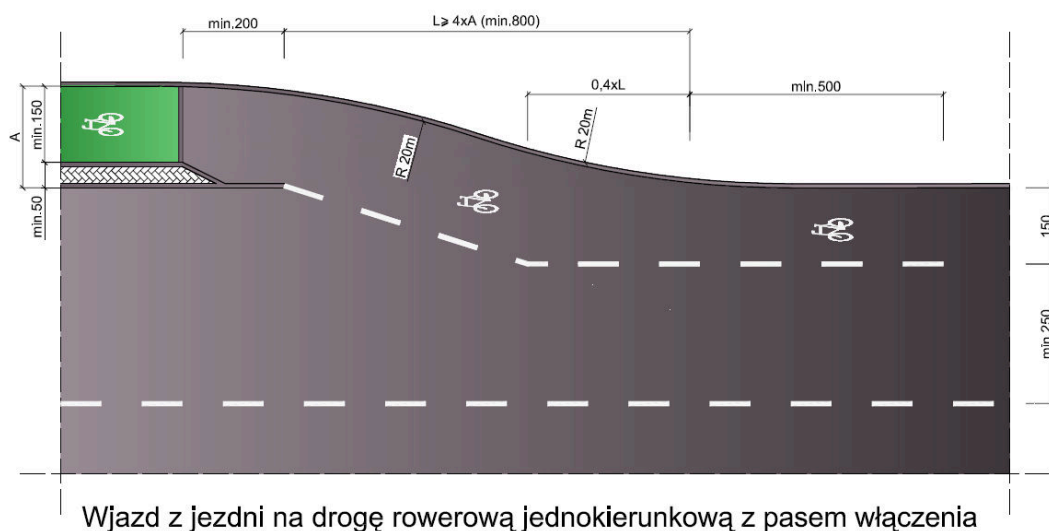 min.200
L⩾ 4xA (min.800)
0,4xL
min.500
A
min.150
min.50
R 20m
R 20m
150
min.250
Wjazd z jezdni na drogę rowerową jednokierunkową z pasem włączenia